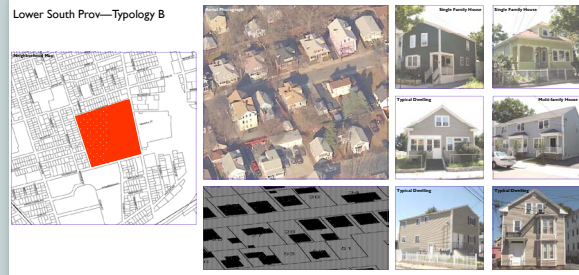 Lower South Prov—Typology B
Neighborhood Map
Aerial Photograph
Single Family House
Single Family House
Typical Dwelling
Multi-family House
Typical Dwelling
Typical Dwelling